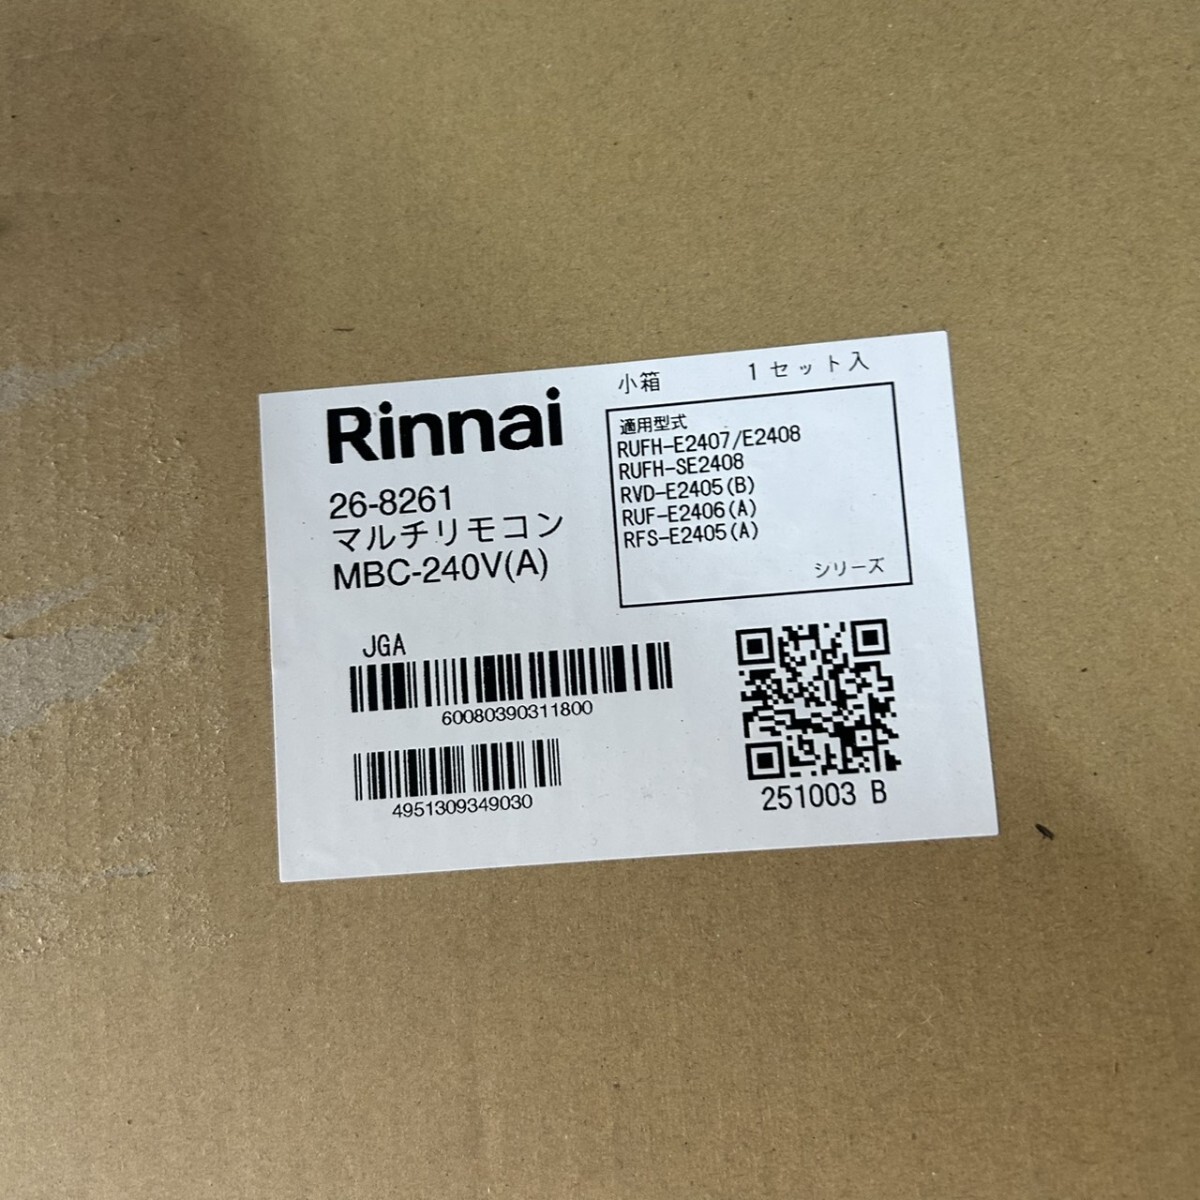 小箱 1セット入
Rinnai
26-8261
マルチリモコン
MBC-240V(A)
適用型式
RUFH-E2407/E2408
RUFH-SE2408
RVD-E2405(B)
RUF-E2406(A)
RFS-E2405(A)
シリーズ
JGA
60080390311800
4951309349030
251003 B